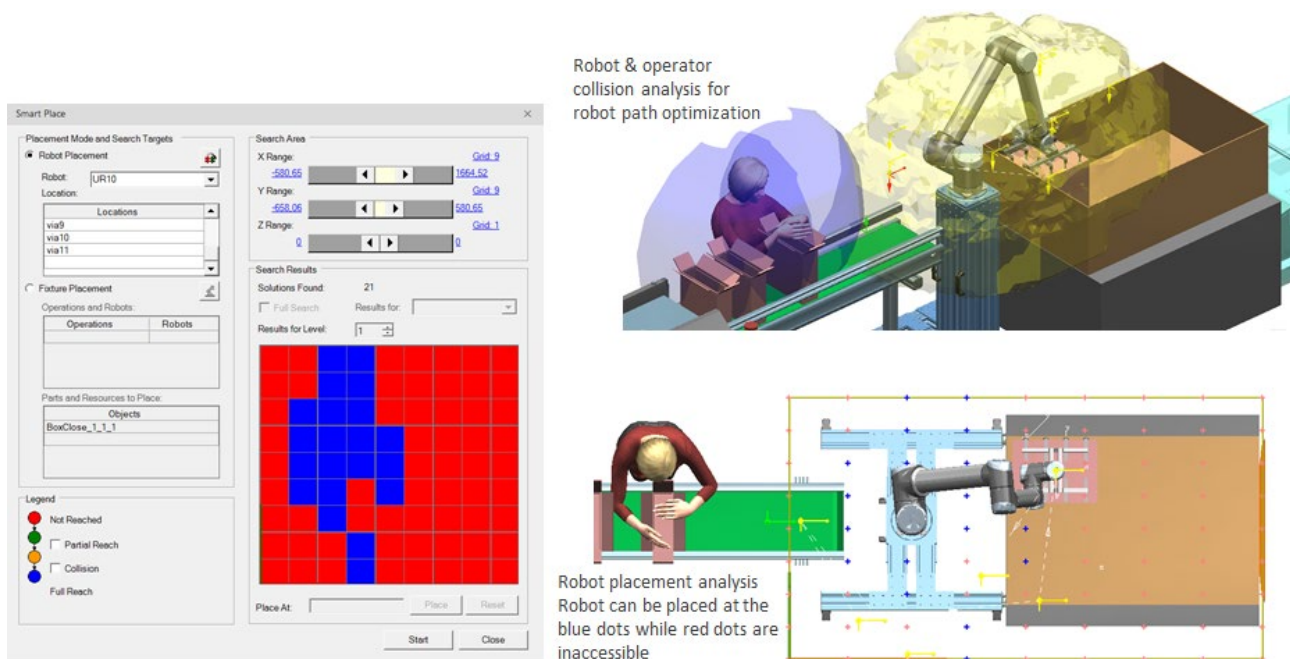 Smart Place
Placement Mode and Search Targets
Robot Placement
Robot: UR10
Location:
Locations
via9
via10
via11
Fixture Placement
Operations and Robots:
Operations Robots
Parts and Resources to Place:
Objects
BoxClose_1_1_1
Legend
Not Reached
Partial Reach
Collision
Full Reach
Search Area
X Range: Grid: 9
-580.65 1664.52
Y Range: Grid: 9
-658.06 580.65
Z Range: Grid: 1
0 0
Search Results
Solutions Found: 21
Full Search Results for:
Results for Level: 1
Place At: Place Reset
Start Close
Robot & operator
collision analysis for
robot path optimization
Robot placement analysis
Robot can be placed at the
blue dots while red dots are
inaccessible